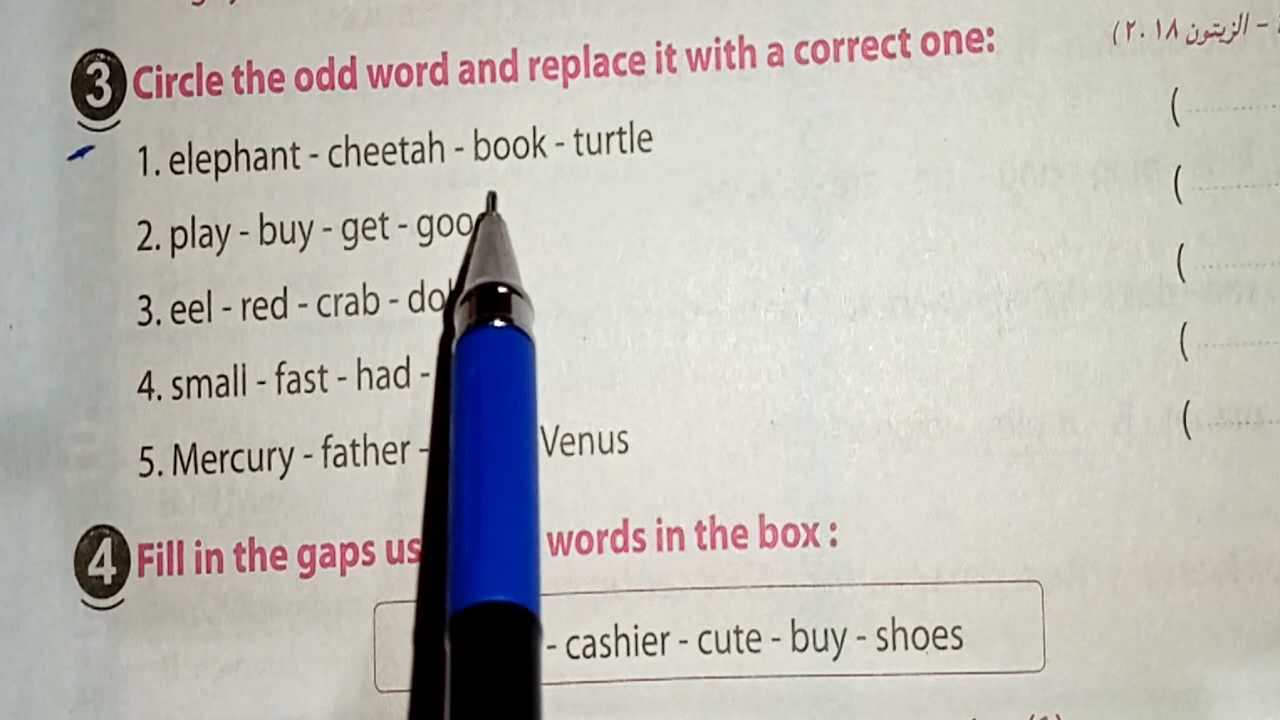 - الزيتون ٢٠١٨)
3 Circle the odd word and replace it with a correct one:
1. elephant - cheetah - book - turtle (
2. play - buy - get - (
3. eel - red - crab - (
4. small - fast - had - (
5. Mercury - father - Venus (
4 Fill in the gaps words in the box :
- cashier - cute - buy - shoes